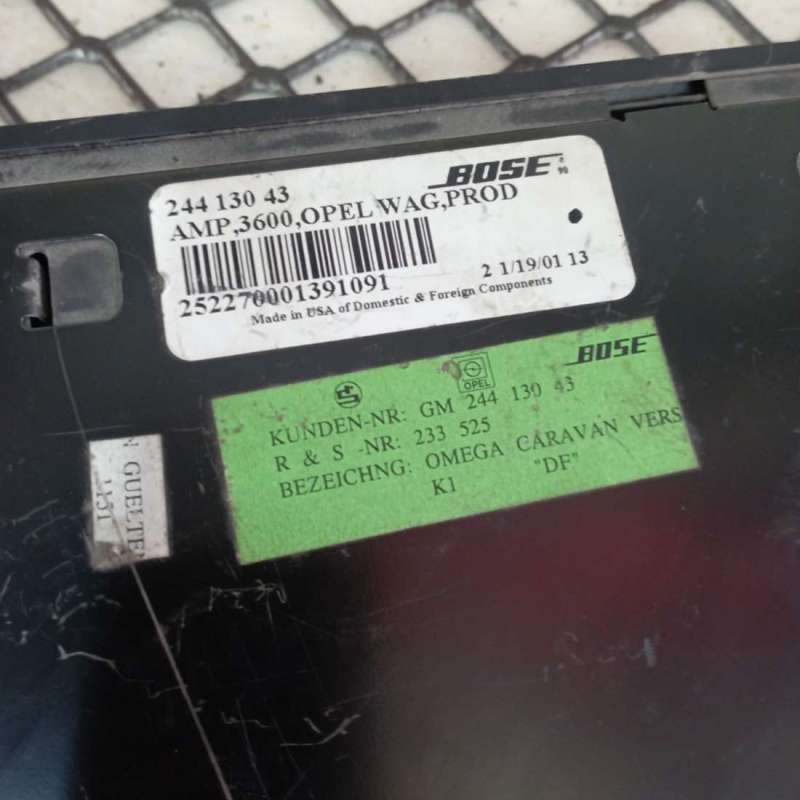 BOSE
244 130 43
AMP,3600,OPEL WAG,PROD
2 1/19/01 13
252270001391091
Made in USA of Domestic & Foreign Components
BOSE
OPEL
KUNDEN-NR: GM 244 130 43
R & S -NR: 233 525
BEZEICHNG: OMEGA CARAVAN VERS
K1 "DF"
GUELTE